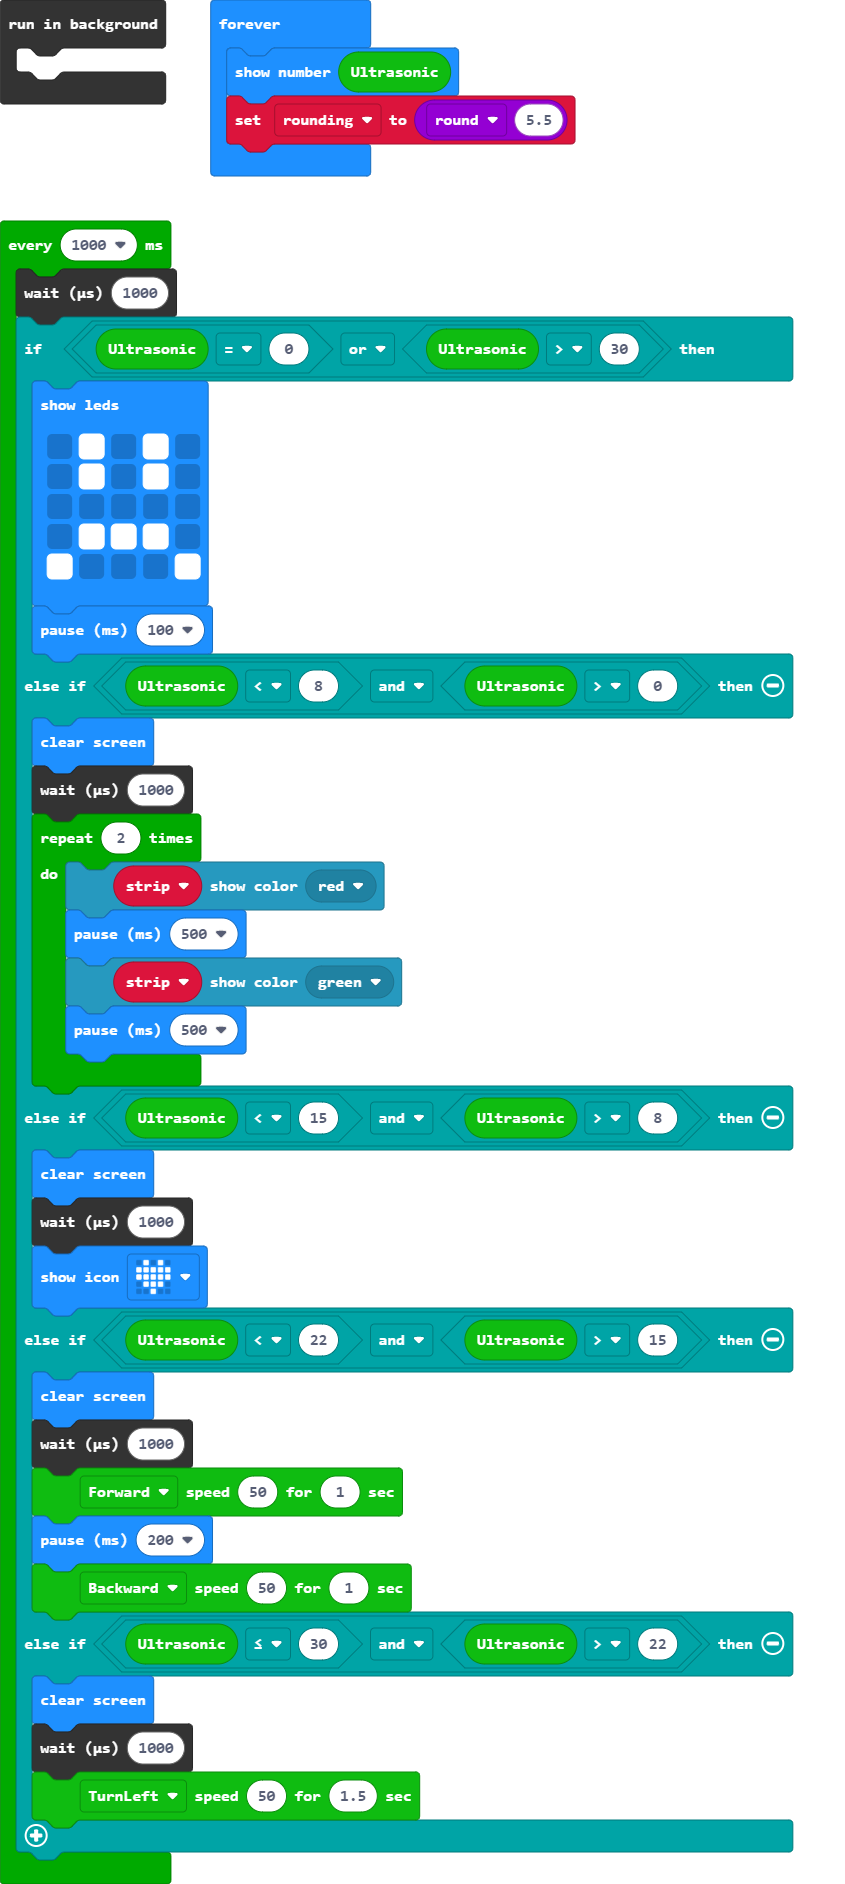 run in background
forever
show number Ultrasonic
set rounding to round 5.5
every 1000 ms
wait (µs) 1000
if Ultrasonic = 0 or Ultrasonic > 30 then
show leds
pause (ms) 100
else if Ultrasonic < 8 and Ultrasonic > 0 then
clear screen
wait (µs) 1000
repeat 2 times
do strip show color red
pause (ms) 500
strip show color green
pause (ms) 500
else if Ultrasonic < 15 and Ultrasonic > 8 then
clear screen
wait (µs) 1000
show icon
else if Ultrasonic < 22 and Ultrasonic > 15 then
clear screen
wait (µs) 1000
Forward speed 50 for 1 sec
pause (ms) 200
Backward speed 50 for 1 sec
else if Ultrasonic ≤ 30 and Ultrasonic > 22 then
clear screen
wait (µs) 1000
TurnLeft speed 50 for 1.5 sec